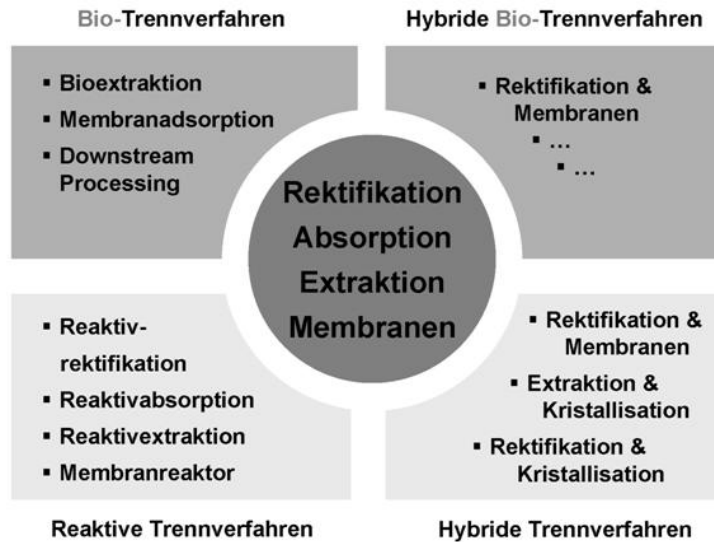 Bio-Trennverfahren
Hybride Bio-Trennverfahren
▪ Bioextraktion
▪ Membranadsorption
▪ Downstream
Processing
▪ Rektifikation &
Membranen
▪ ...
▪ ...
Rektifikation
Absorption
Extraktion
Membranen
▪ Reaktiv-
rektifikation
▪ Reaktivabsorption
▪ Reaktivextraktion
▪ Membranreaktor
▪ Rektifikation &
Membranen
▪ Extraktion &
Kristallisation
▪ Rektifikation &
Kristallisation
Reaktive Trennverfahren
Hybride Trennverfahren